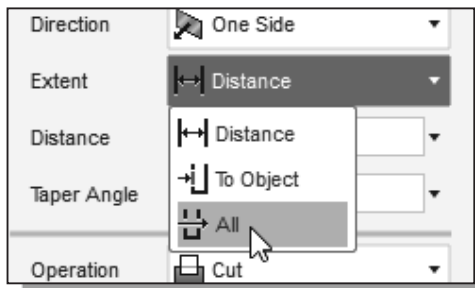 Direction One Side
Extent Distance
Distance Distance
To Object
Taper Angle
All
Operation Cut